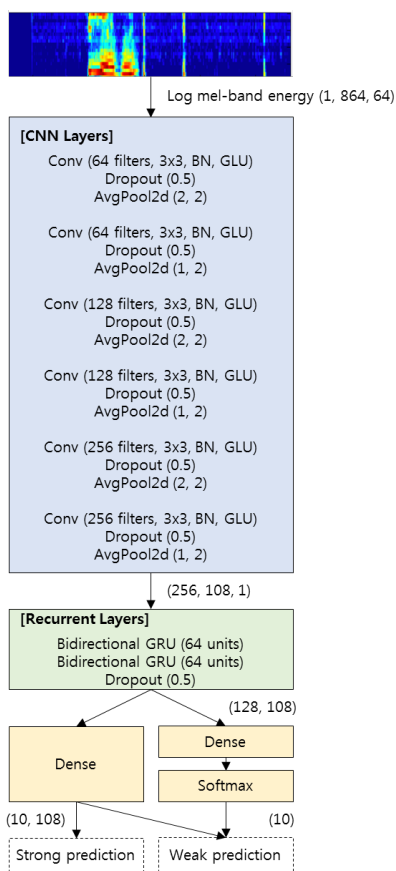 Log mel-band energy (1, 864, 64)
[CNN Layers]
Conv (64 filters, 3x3, BN, GLU)
Dropout (0.5)
AvgPool2d (2, 2)
Conv (64 filters, 3x3, BN, GLU)
Dropout (0.5)
AvgPool2d (1, 2)
Conv (128 filters, 3x3, BN, GLU)
Dropout (0.5)
AvgPool2d (2, 2)
Conv (128 filters, 3x3, BN, GLU)
Dropout (0.5)
AvgPool2d (1, 2)
Conv (256 filters, 3x3, BN, GLU)
Dropout (0.5)
AvgPool2d (2, 2)
Conv (256 filters, 3x3, BN, GLU)
Dropout (0.5)
AvgPool2d (1, 2)
(256, 108, 1)
[Recurrent Layers]
Bidirectional GRU (64 units)
Bidirectional GRU (64 units)
Dropout (0.5)
(128, 108)
Dense
Dense
Softmax
(10, 108)
(10)
Strong prediction
Weak prediction